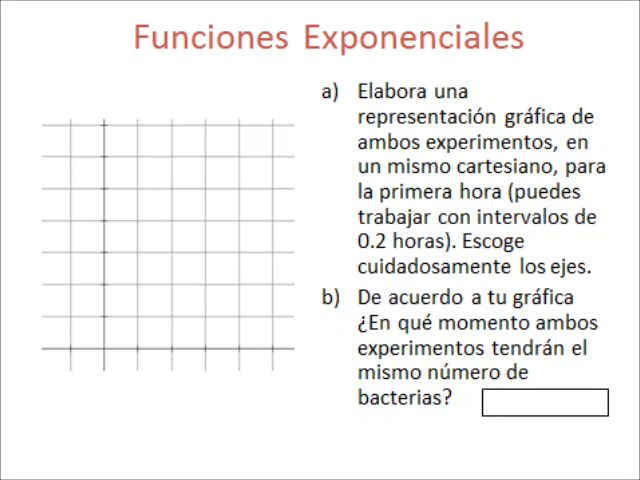 Funciones Exponenciales
a) Elabora una
representación gráfica de
ambos experimentos, en
un mismo cartesiano, para
la primera hora (puedes
trabajar con intervalos de
0.2 horas). Escoge
cuidadosamente los ejes.
b) De acuerdo a tu gráfica
¿En qué momento ambos
experimentos tendrán el
mismo número de
bacterias?